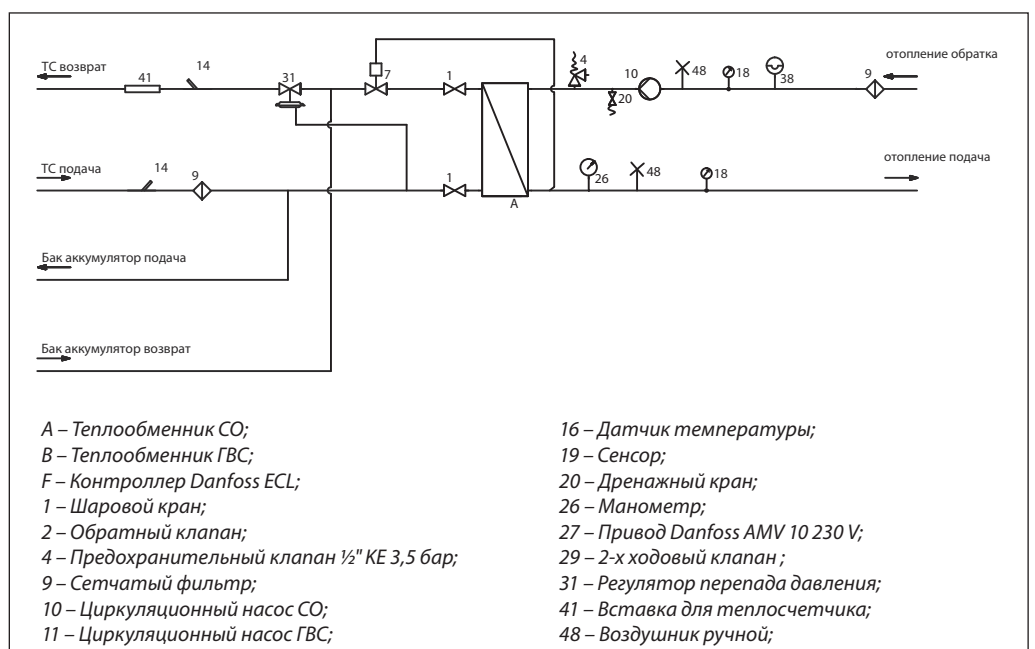 ТС возврат
41
14
31
7
1
4
20
10
48
18
38
9
отопление обратка
ТС подача
14
9
1
А
26
48
18
отопление подача
Бак аккумулятор подача
Бак аккумулятор возврат
А – Теплообменник СО;
В – Теплообменник ГВС;
F – Контроллер Danfoss ECL;
1 – Шаровой кран;
2 – Обратный клапан;
4 – Предохранительный клапан ½" КЕ 3,5 бар;
9 – Сетчатый фильтр;
10 – Циркуляционный насос СО;
11 – Циркуляционный насос ГВС;
16 – Датчик температуры;
19 – Сенсор;
20 – Дренажный кран;
26 – Манометр;
27 – Привод Danfoss AMV 10 230 V;
29 – 2-х ходовый клапан ;
31 – Регулятор перепада давления;
41 – Вставка для теплосчетчика;
48 – Воздушник ручной;